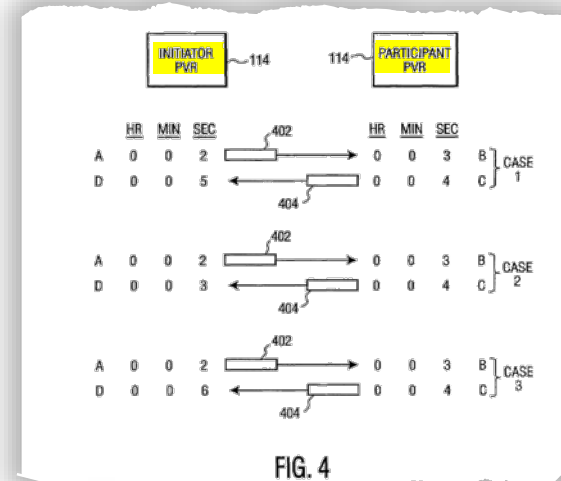 INITIATOR PVR 114
114 PARTICIPANT PVR
HR MIN SEC 402 HR MIN SEC
A 0 0 2 0 0 3 B
D 0 0 5 0 0 4 C
CASE 1
404
402
A 0 0 2 0 0 3 B
D 0 0 3 0 0 4 C
CASE 2
404
402
A 0 0 2 0 0 3 B
D 0 0 6 0 0 4 C
CASE 3
404
FIG. 4